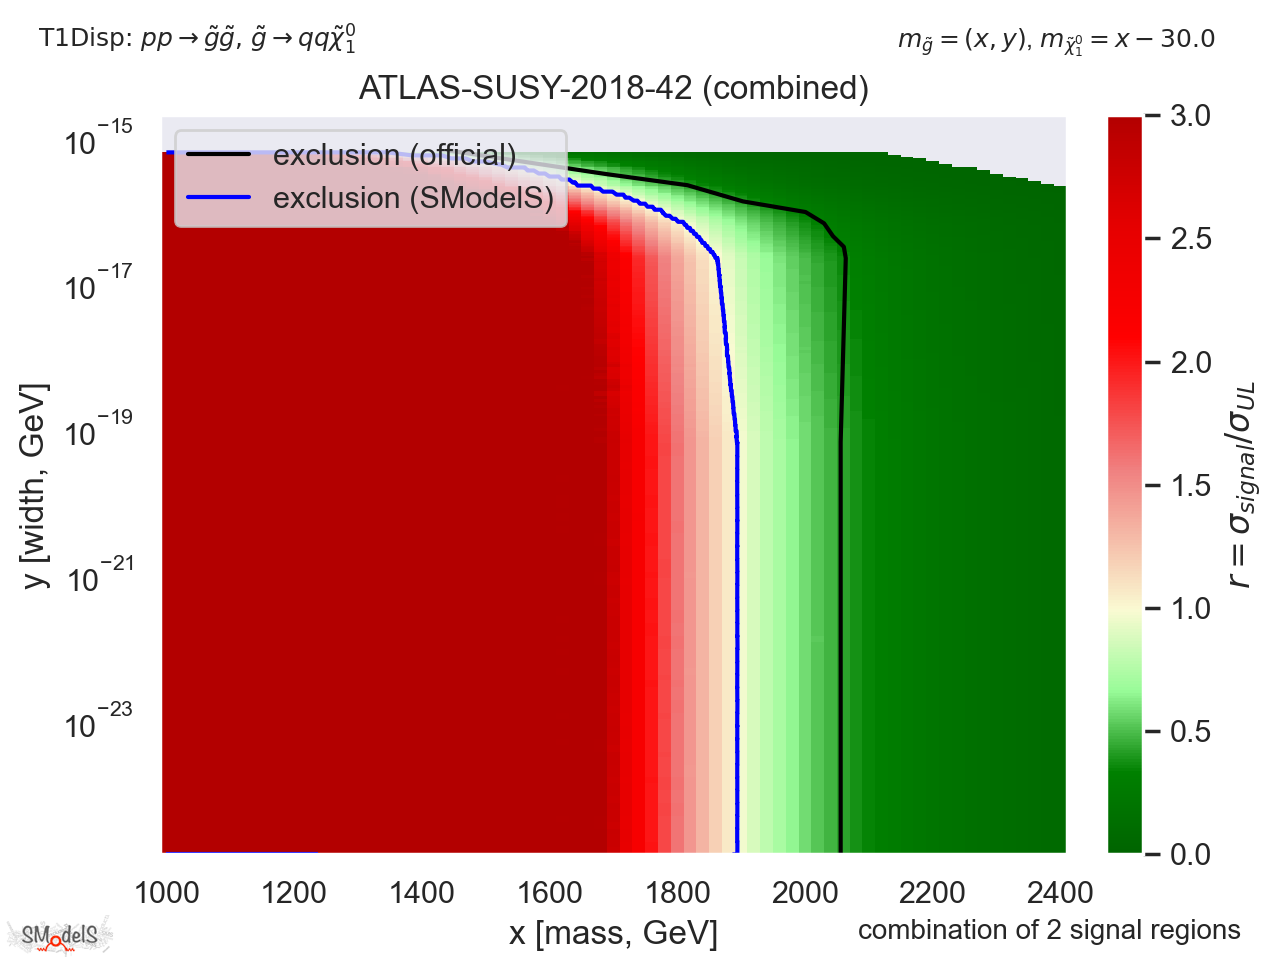 T1Disp: pp → g̃g̃, g̃ → qqχ̃₁⁰
m_g̃ = (x, y), m_χ̃₁⁰ = x − 30.0
ATLAS-SUSY-2018-42 (combined)
exclusion (official)
exclusion (SModelS)
y [width, GeV]
10⁻¹⁵
10⁻¹⁷
10⁻¹⁹
10⁻²¹
10⁻²³
1000 1200 1400 1600 1800 2000 2200 2400
x [mass, GeV]
3.0
2.5
2.0
1.5
1.0
0.5
0.0
r = σ_signal/σ_UL
SModelS
combination of 2 signal regions